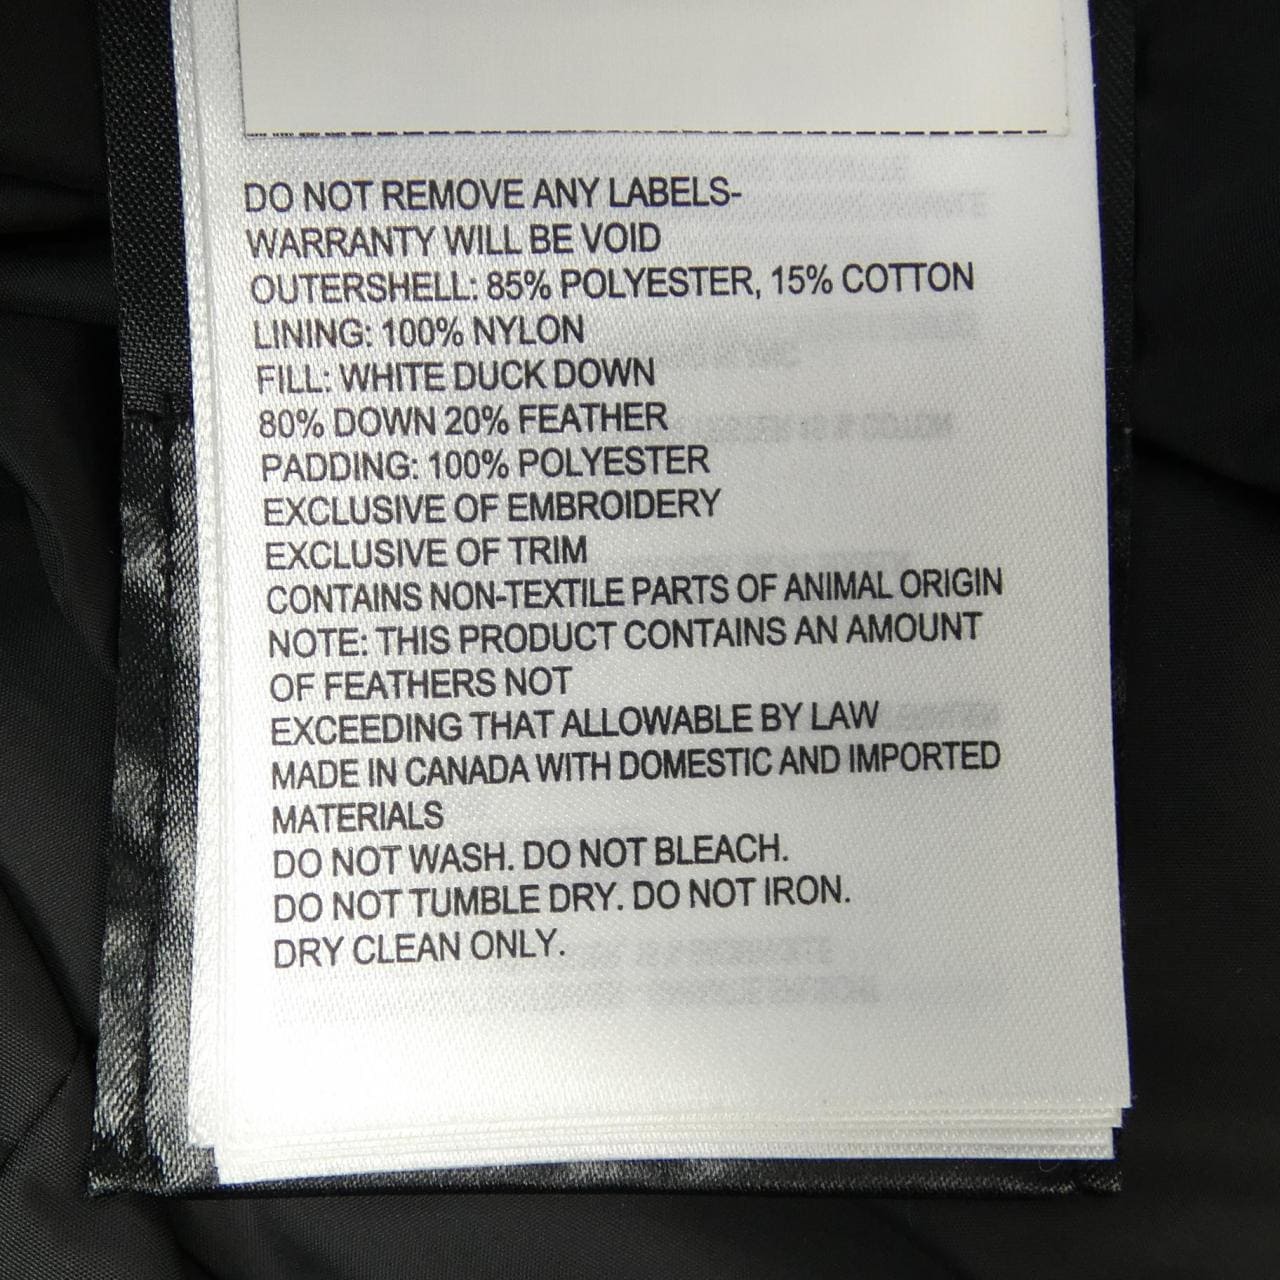 DO NOT REMOVE ANY LABELS-
WARRANTY WILL BE VOID
OUTERSHELL: 85% POLYESTER, 15% COTTON
LINING: 100% NYLON
FILL: WHITE DUCK DOWN
80% DOWN 20% FEATHER
PADDING: 100% POLYESTER
EXCLUSIVE OF EMBROIDERY
EXCLUSIVE OF TRIM
CONTAINS NON-TEXTILE PARTS OF ANIMAL ORIGIN
NOTE: THIS PRODUCT CONTAINS AN AMOUNT
OF FEATHERS NOT
EXCEEDING THAT ALLOWABLE BY LAW
MADE IN CANADA WITH DOMESTIC AND IMPORTED
MATERIALS
DO NOT WASH. DO NOT BLEACH.
DO NOT TUMBLE DRY. DO NOT IRON.
DRY CLEAN ONLY.